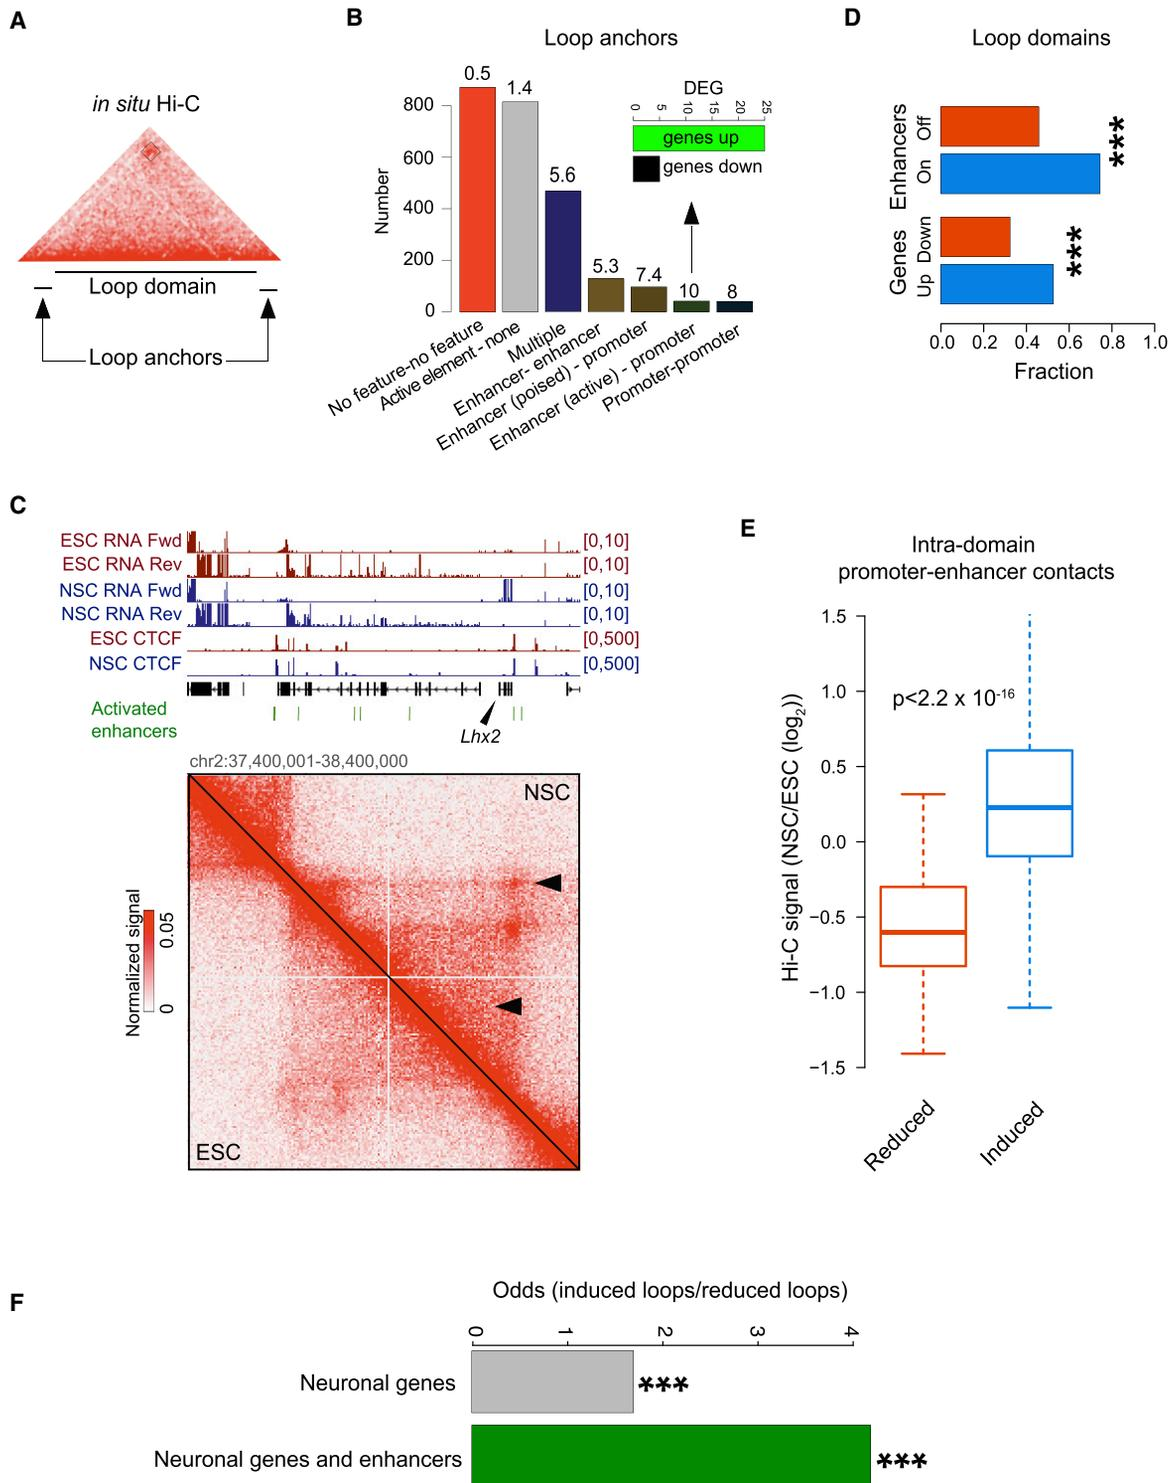 A
in situ Hi-C
Loop domain
Loop anchors
B
Loop anchors
Number
800
600
400
200
0
0.5
1.4
5.6
5.3
7.4
10
8
No feature-no feature
Active element - none
Multiple
Enhancer- enhancer
Enhancer (poised) - promoter
Enhancer (active) - promoter
Promoter-promoter
DEG
0 5 10 15 20 25
genes up
genes down
D
Loop domains
Enhancers
Off
On
Genes
Down
Up
***
***
0.0 0.2 0.4 0.6 0.8 1.0
Fraction
C
ESC RNA Fwd [0,10]
ESC RNA Rev [0,10]
NSC RNA Fwd [0,10]
NSC RNA Rev [0,10]
ESC CTCF [0,500]
NSC CTCF [0,500]
Activated
enhancers
Lhx2
chr2:37,400,001-38,400,000
NSC
ESC
Normalized signal
0 0.05
E
Intra-domain
promoter-enhancer contacts
Hi-C signal (NSC/ESC (log2))
1.5
1.0
0.5
0.0
−0.5
−1.0
−1.5
p<2.2 x 10-16
Reduced
Induced
F
Odds (induced loops/reduced loops)
0 1 2 3 4
Neuronal genes ***
Neuronal genes and enhancers ***